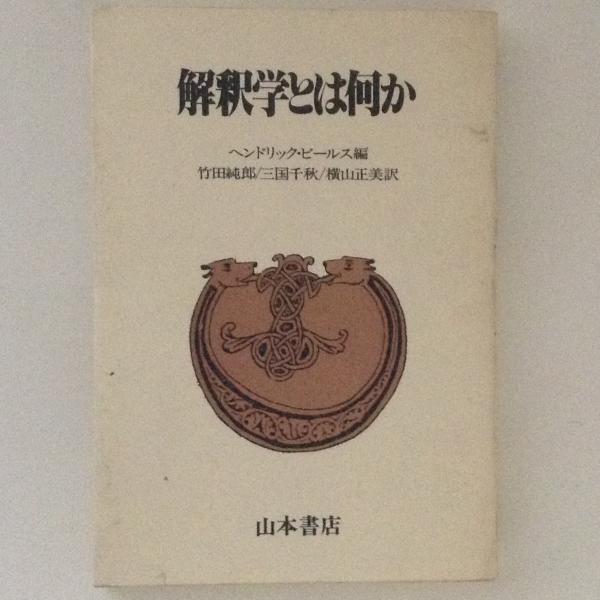 解釈学とは何か
ヘンドリック・ビールス編
竹田純郎/三国千秋/横山正美訳
山本書店